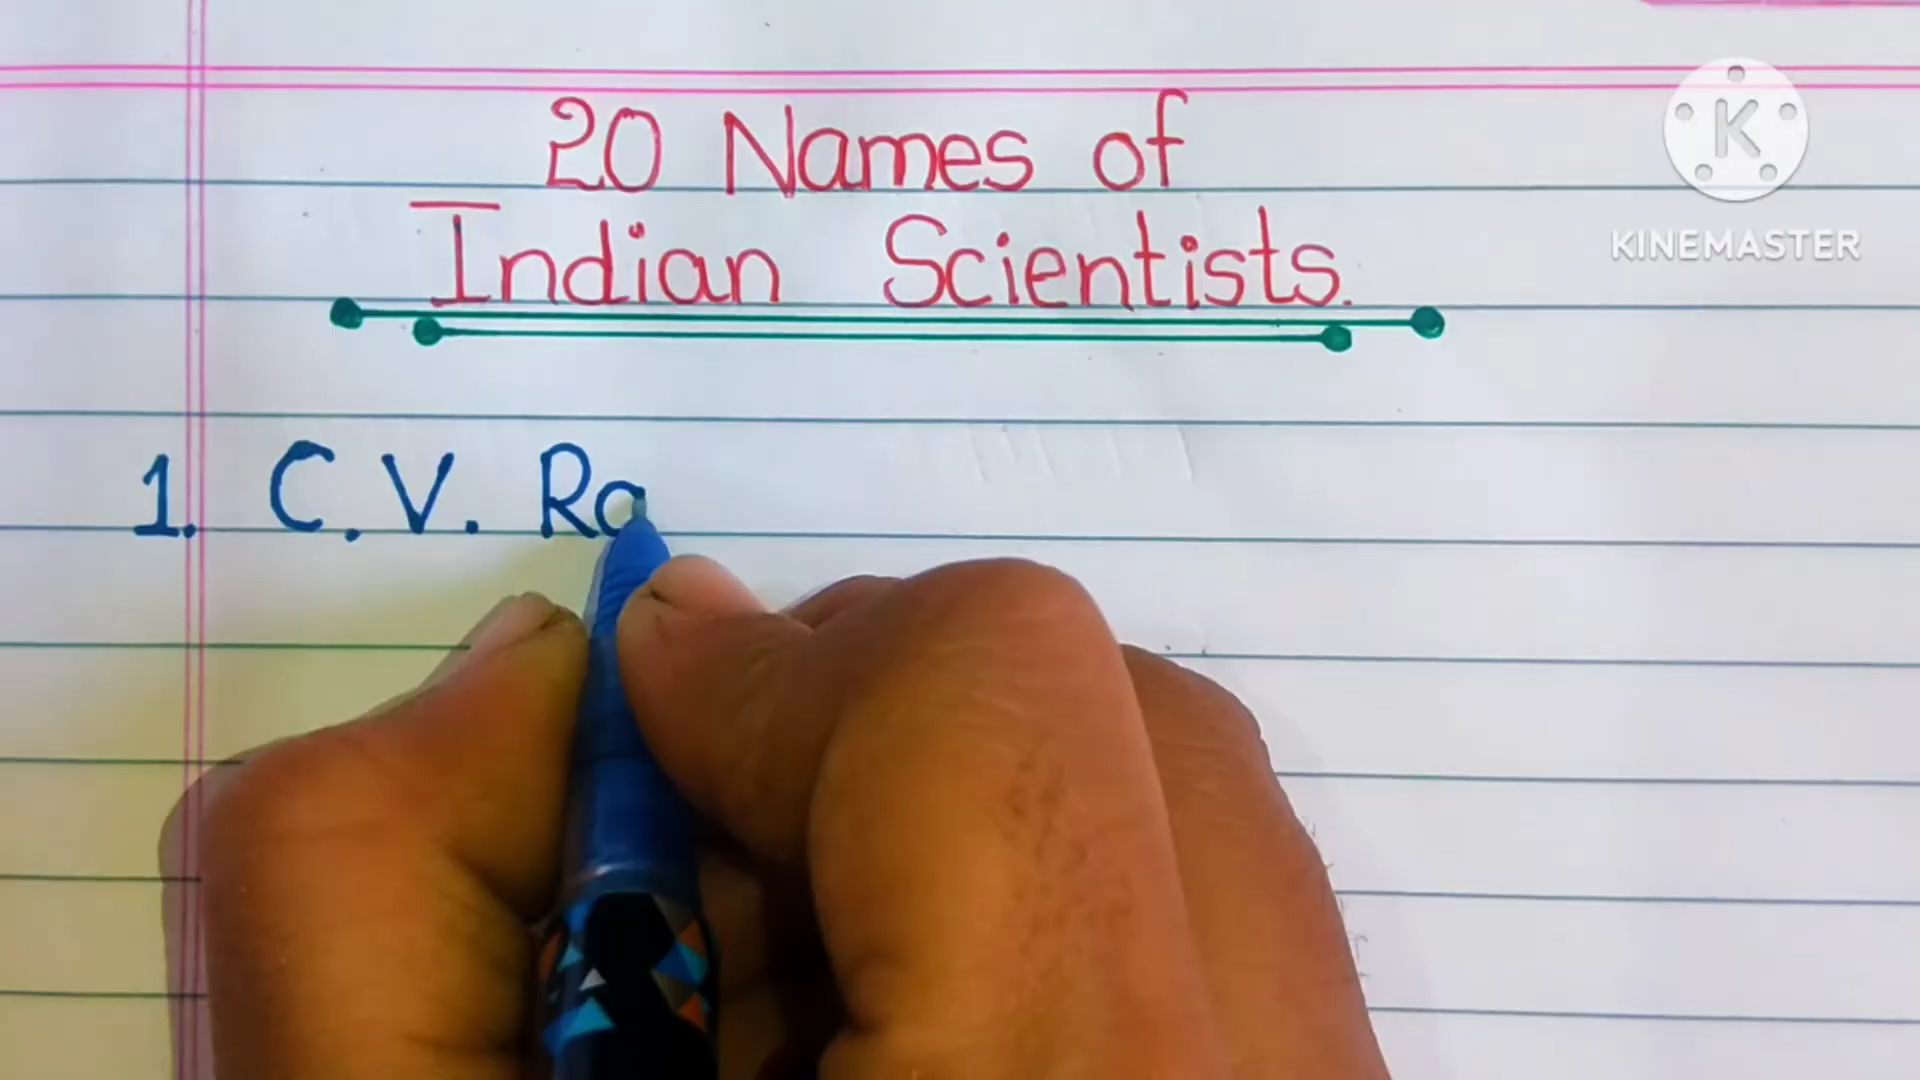 20 Names of
Indian Scientists.
K
KINEMASTER
1. C. V. Ra